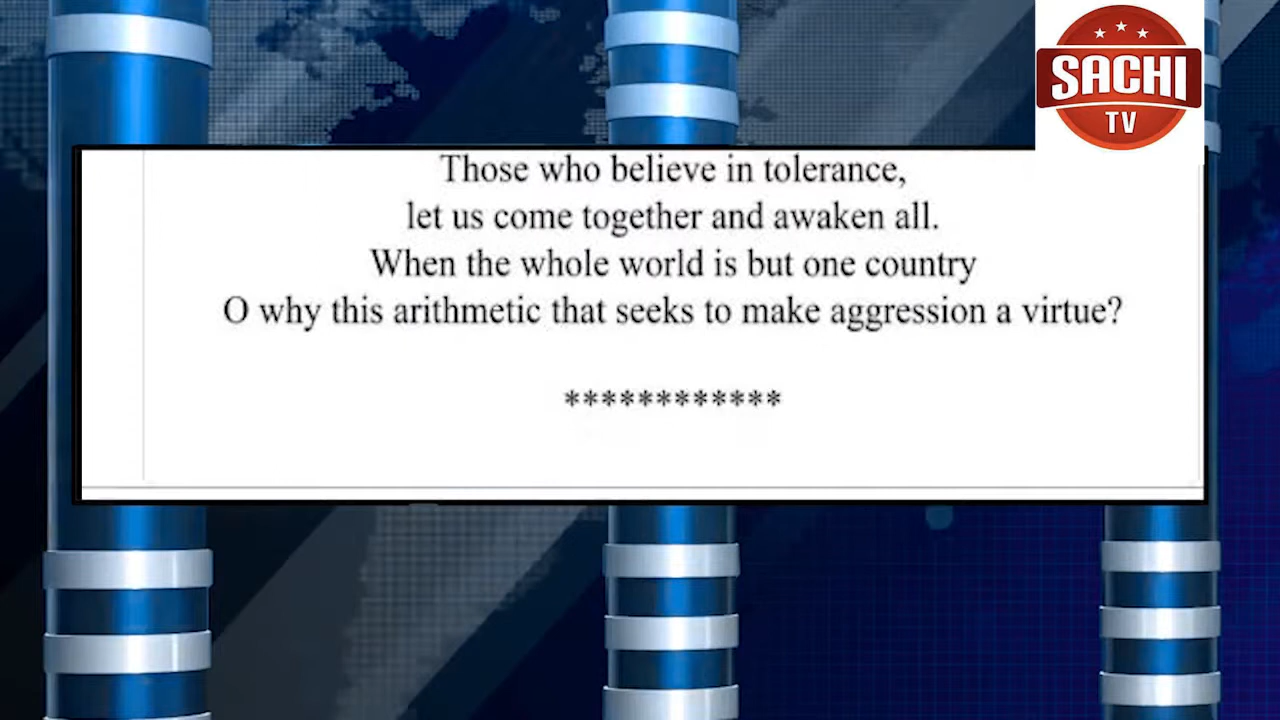 SACHI
TV
Those who believe in tolerance,
let us come together and awaken all.
When the whole world is but one country
O why this arithmetic that seeks to make aggression a virtue?
************